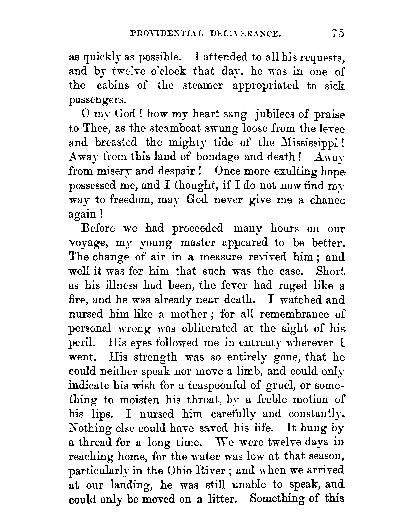 PROVIDENTIAL DELIVERANCE. 75
as quickly as possible. I attended to all his requests,
and by twelve o'clock that day, he was in one of
the cabins of the steamer appropriated to sick
passengers.
O my God! how my heart sang jubilees of praise
to Thee, as the steamboat swung loose from the levee
and breasted the mighty tide of the Mississippi!
Away from this land of bondage and death! Away
from misery and despair! Once more exulting hope
possessed me, and I thought, if I do not now find my
way to freedom, may God never give me a chance
again!
Before we had proceeded many hours on our
voyage, my young master appeared to be better.
The change of air in a measure revived him; and
well it was for him that such was the case. Short
as his illness had been, the fever had raged like a
fire, and he was already near death. I watched and
nursed him like a mother; for all remembrance of
personal wrong was obliterated at the sight of his
peril. His eyes followed me in entreaty wherever I
went. His strength was so entirely gone, that he
could neither speak nor move a limb, and could only
indicate his wish for a teaspoonful of gruel, or some-
thing to moisten his throat, by a feeble motion of
his lips. I nursed him carefully and constantly.
Nothing else could have saved his life. It hung by
a thread for a long time. We were twelve days in
reaching home, for the water was low at that season,
particularly in the Ohio River; and when we arrived
at our landing, he was still unable to speak, and
could only be moved on a litter. Something of this